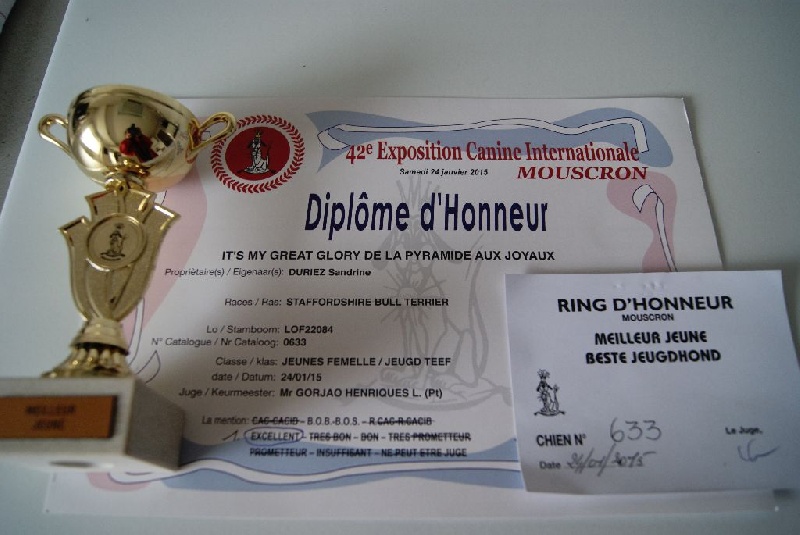 42e Exposition Canine Internationale
Samedi 24 janvier 2015
MOUSCRON
Diplôme d'Honneur
IT'S MY GREAT GLORY DE LA PYRAMIDE AUX JOYAUX
Propriétaire(s) / Eigenaar(s): DURIEZ Sandrine
Races / Ras: STAFFORDSHIRE BULL TERRIER
Lo / Stamboom: LOF22084
N° Catalogue / Nr Cataloog: 0633
Classe / klas: JEUNES FEMELLE / JEUGD TEEF
date / Datum: 24/01/15
Juge / Keurmeester: Mr GORJAO HENRIQUES L. (Pt)
La mention: CAC-CACIB - B.O.B.-B.O.S. - R.CAC-R.CACIB
1. EXCELLENT - TRES BON - BON - TRES PROMETTEUR
PROMETTEUR - INSUFFISANT - NE PEUT ETRE JUGE
RING D'HONNEUR
MOUSCRON
MEILLEUR JEUNE
BESTE JEUGDHOND
CHIEN N° 633
Le Juge,
Date 24/01/2015
MEILLEUR
JEUNE